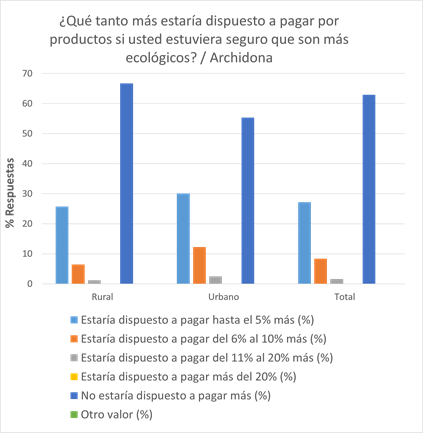 ¿Qué tanto más estaría dispuesto a pagar por
productos si usted estuviera seguro que son más
ecológicos? / Archidona
% Respuestas
70
60
50
40
30
20
10
0
Rural
Urbano
Total
Estaría dispuesto a pagar hasta el 5% más (%)
Estaría dispuesto a pagar del 6% al 10% más (%)
Estaría dispuesto a pagar del 11% al 20% más (%)
Estaría dispuesto a pagar más del 20% (%)
No estaría dispuesto a pagar más (%)
Otro valor (%)